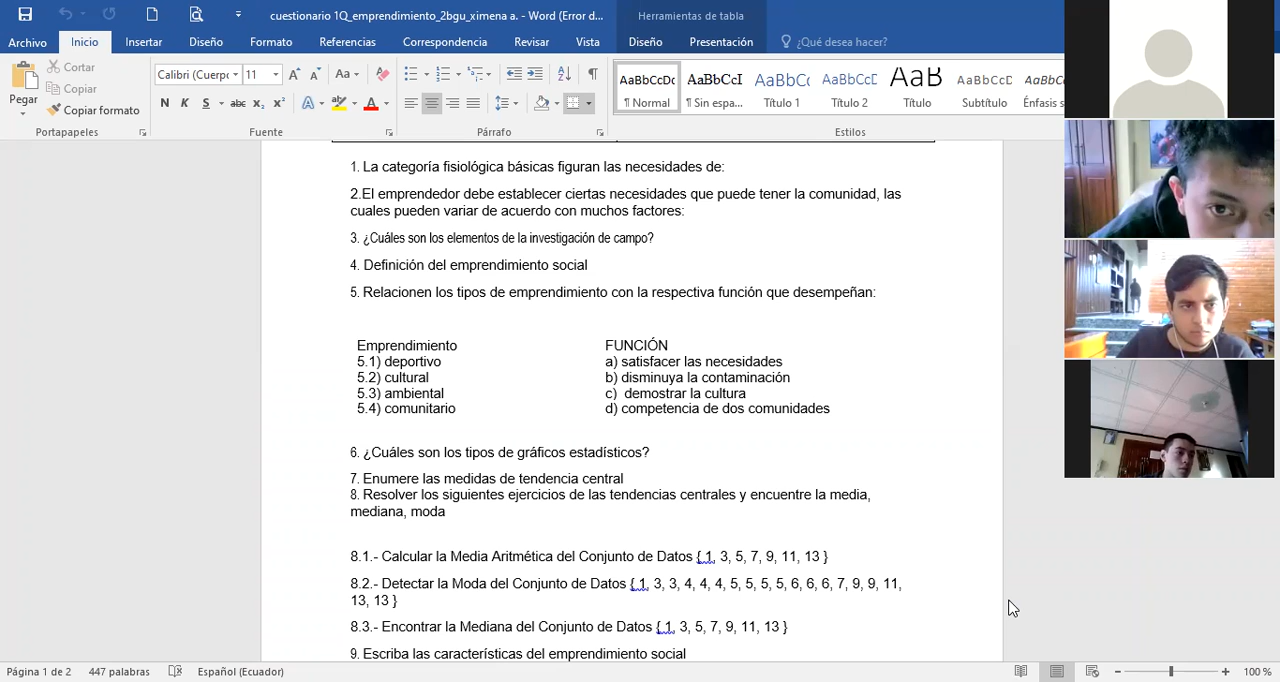 cuestionario 1Q_emprendimiento_2bgu_ximena a. - Word (Error d...
Herramientas de tabla
Archivo
Inicio
Insertar
Diseño
Formato
Referencias
Correspondencia
Revisar
Vista
Diseño
Presentación
¿Qué desea hacer?
Pegar
Cortar
Copiar
Copiar formato
Portapapeles
Calibri (Cuerpo
11
Aa
N K S abc x₂ x²
A
Fuente
Párrafo
AaBbCcDc
¶ Normal
AaBbCcI
¶ Sin espa...
AaBbCc
Título 1
AaBbCcD
Título 2
AaB
Título
AaBbCcD
Subtítulo
AaBbCc
Énfasis s
Estilos
1. La categoría fisiológica básicas figuran las necesidades de:
2.El emprendedor debe establecer ciertas necesidades que puede tener la comunidad, las
cuales pueden variar de acuerdo con muchos factores:
3. ¿Cuáles son los elementos de la investigación de campo?
4. Definición del emprendimiento social
5. Relacionen los tipos de emprendimiento con la respectiva función que desempeñan:
Emprendimiento
5.1) deportivo
5.2) cultural
5.3) ambiental
5.4) comunitario
FUNCIÓN
a) satisfacer las necesidades
b) disminuya la contaminación
c) demostrar la cultura
d) competencia de dos comunidades
6. ¿Cuáles son los tipos de gráficos estadísticos?
7. Enumere las medidas de tendencia central
8. Resolver los siguientes ejercicios de las tendencias centrales y encuentre la media,
mediana, moda
8.1.- Calcular la Media Aritmética del Conjunto de Datos { 1, 3, 5, 7, 9, 11, 13 }
8.2.- Detectar la Moda del Conjunto de Datos { 1, 3, 3, 4, 4, 4, 5, 5, 5, 5, 6, 6, 6, 7, 9, 9, 11,
13, 13 }
8.3.- Encontrar la Mediana del Conjunto de Datos { 1, 3, 5, 7, 9, 11, 13 }
9. Escriba las características del emprendimiento social
Página 1 de 2
447 palabras
Español (Ecuador)
100 %